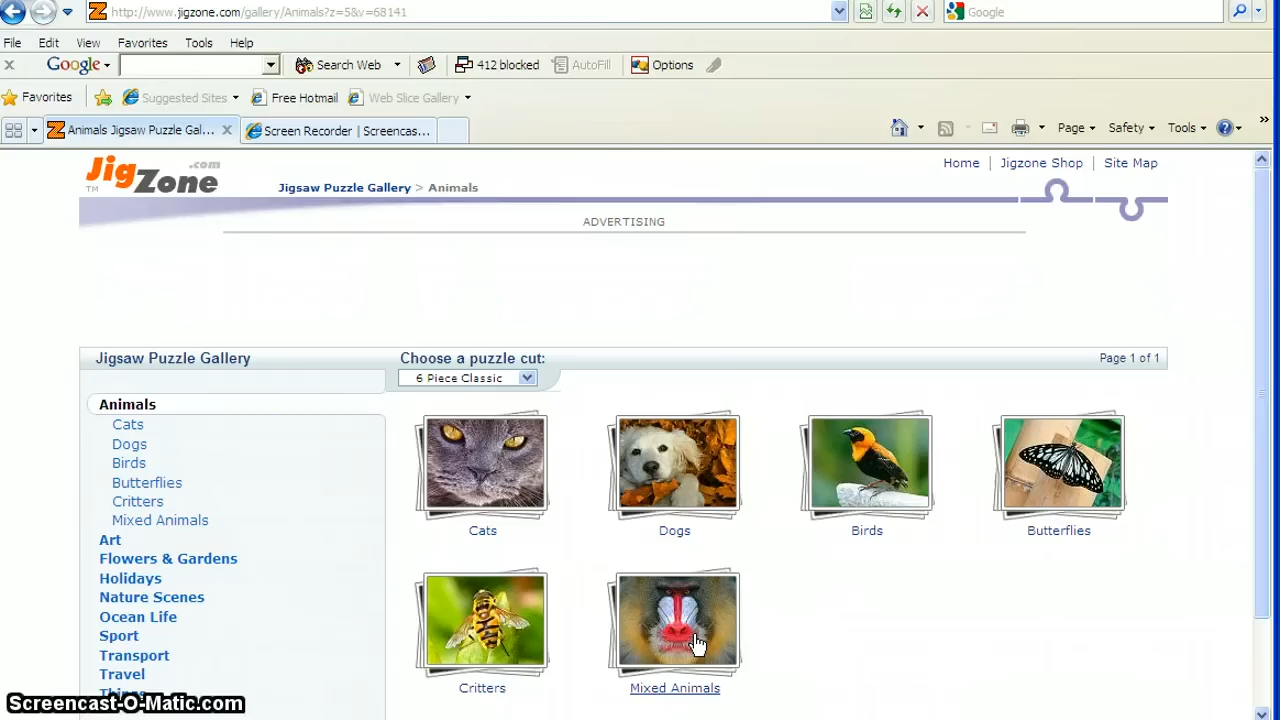 http://www.jigzone.com/gallery/Animals?z=5&v=68141
Google
File Edit View Favorites Tools Help
Google Search Web 412 blocked AutoFill Options
Favorites Suggested Sites Free Hotmail Web Slice Gallery
Animals Jigsaw Puzzle Gal... Screen Recorder | Screencas... Page Safety Tools
JigZone.com
TM
Home | Jigzone Shop | Site Map
Jigsaw Puzzle Gallery > Animals
ADVERTISING
Jigsaw Puzzle Gallery
Choose a puzzle cut:
Page 1 of 1
6 Piece Classic
Animals
Cats
Dogs
Birds
Butterflies
Critters
Mixed Animals
Art
Flowers & Gardens
Holidays
Nature Scenes
Ocean Life
Sport
Transport
Travel
Cats Dogs Birds Butterflies
Critters Mixed Animals
Screencast-O-Matic.com